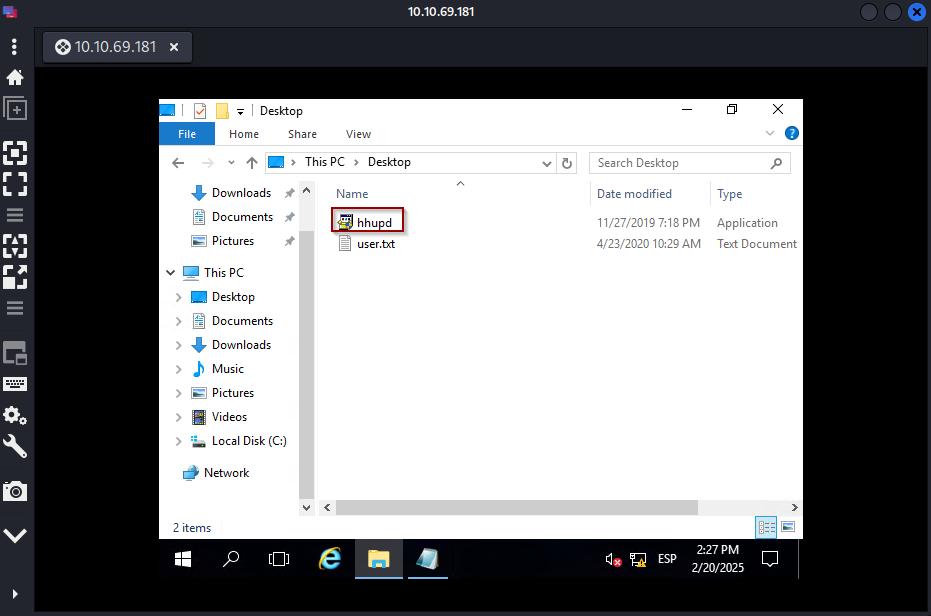 10.10.69.181
10.10.69.181
Desktop
File Home Share View
This PC Desktop
Search Desktop
Name Date modified Type
Downloads
Documents
Pictures
This PC
Desktop
Documents
Downloads
Music
Pictures
Videos
Local Disk (C:)
Network
hhupd 11/27/2019 7:18 PM Application
user.txt 4/23/2020 10:29 AM Text Document
2 items
ESP
2:27 PM
2/20/2025